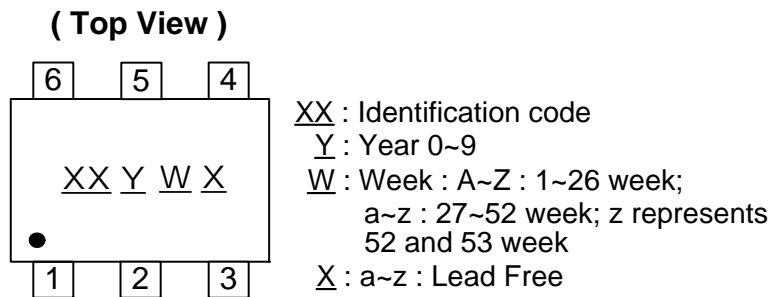 ( Top View )
6 5 4
XX Y W X
1 2 3
XX : Identification code
Y : Year 0~9
W : Week : A~Z : 1~26 week;
a~z : 27~52 week; z represents
52 and 53 week
X : a~z : Lead Free